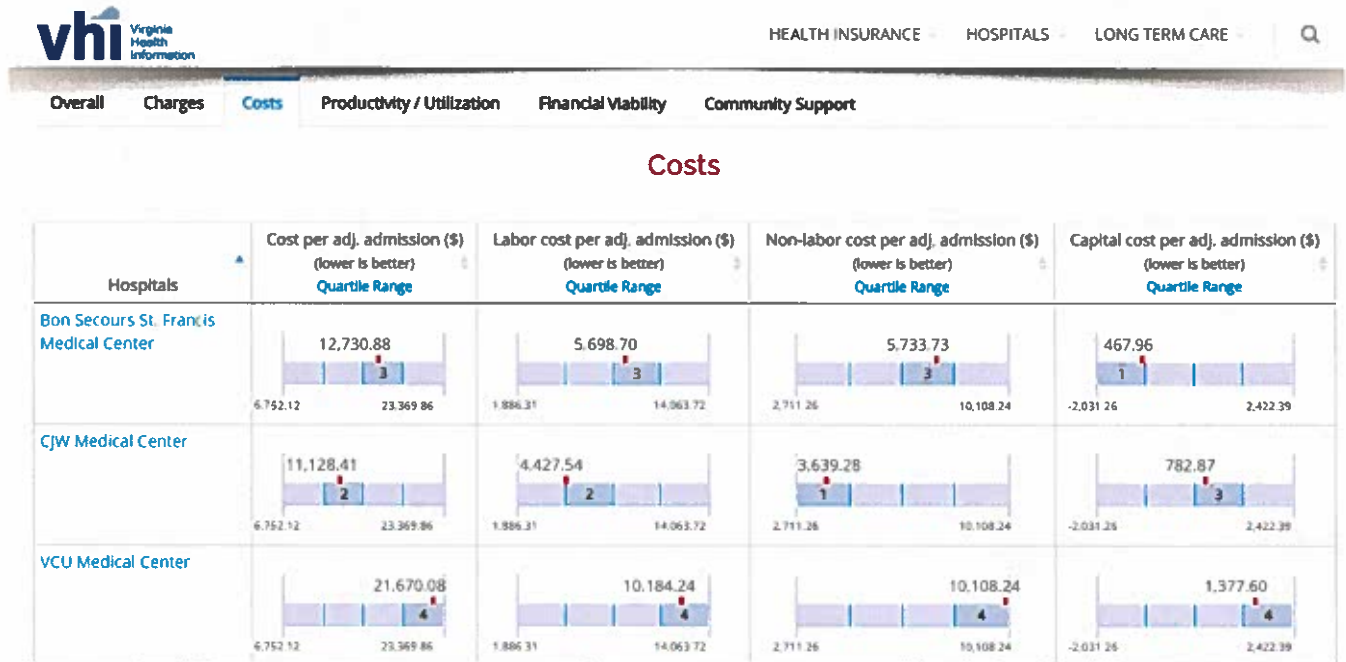 vhi Virginia
Health
Information
HEALTH INSURANCE HOSPITALS LONG TERM CARE
Overall Charges Costs Productivity / Utilization Financial Viability Community Support
Costs
Hospitals
Cost per adj. admission ($) Labor cost per adj. admission ($) Non-labor cost per adj. admission ($) Capital cost per adj. admission ($)
(lower is better) (lower is better) (lower is better) (lower is better)
Quartile Range Quartile Range Quartile Range Quartile Range
Bon Secours St. Francis
Medical Center
12,730.88 5,698.70 5,733.73 467.96
3 3 3 1
6,752.12 23,369.86 1,886.31 14,063.72 2,711.26 10,108.24 -2,031.26 2,422.39
CJW Medical Center
11,128.41 4,427.54 3,639.28 782.87
2 2 1 3
6,752.12 23,369.86 1,886.31 14,063.72 2,711.26 10,108.24 -2,031.26 2,422.39
VCU Medical Center
21,670.08 10,184.24 10,108.24 1,377.60
4 4 4 4
6,752.12 23,369.86 1,886.31 14,063.72 2,711.26 10,108.24 -2,031.26 2,422.39